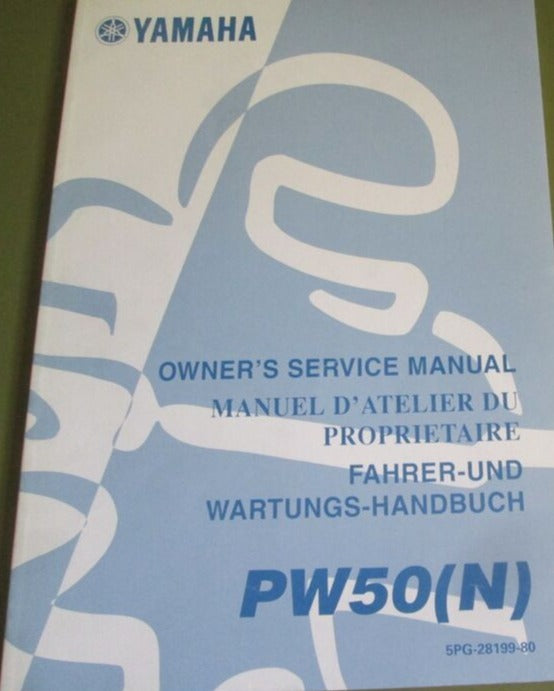 YAMAHA
OWNER'S SERVICE MANUAL
MANUEL D'ATELIER DU
PROPRIETAIRE
FAHRER-UND
WARTUNGS-HANDBUCH
PW50(N)
5PG-28199-80